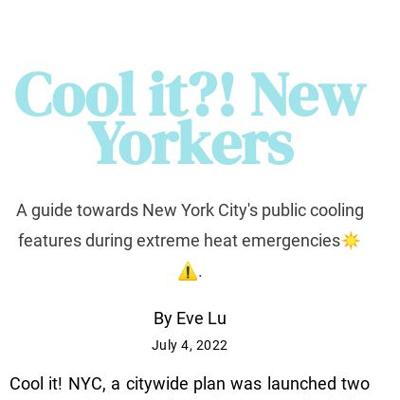 Cool it?! New
Yorkers
A guide towards New York City's public cooling
features during extreme heat emergencies☀️
⚠️.
By Eve Lu
July 4, 2022
Cool it! NYC, a citywide plan was launched two